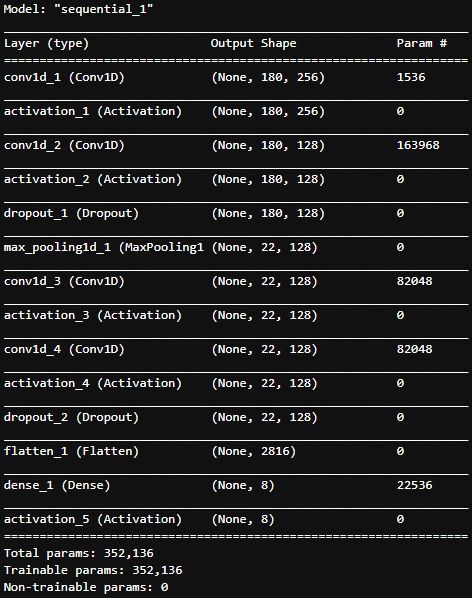 Model: "sequential_1"
Layer (type) Output Shape Param #
conv1d_1 (Conv1D) (None, 180, 256) 1536
activation_1 (Activation) (None, 180, 256) 0
conv1d_2 (Conv1D) (None, 180, 128) 163968
activation_2 (Activation) (None, 180, 128) 0
dropout_1 (Dropout) (None, 180, 128) 0
max_pooling1d_1 (MaxPooling1 (None, 22, 128) 0
conv1d_3 (Conv1D) (None, 22, 128) 82048
activation_3 (Activation) (None, 22, 128) 0
conv1d_4 (Conv1D) (None, 22, 128) 82048
activation_4 (Activation) (None, 22, 128) 0
dropout_2 (Dropout) (None, 22, 128) 0
flatten_1 (Flatten) (None, 2816) 0
dense_1 (Dense) (None, 8) 22536
activation_5 (Activation) (None, 8) 0
Total params: 352,136
Trainable params: 352,136
Non-trainable params: 0